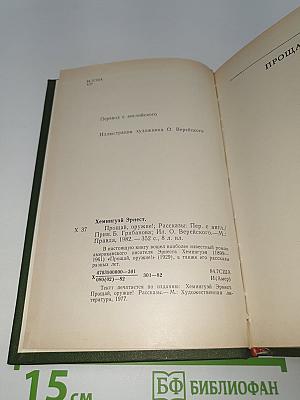 84.7США
Х37
Перевод с английского
Иллюстрации художника О. Верейского
Хемингуэй Эрнест.
Х 37 Прощай, оружие!; Рассказы: Пер. с англ./
Прим. Б. Грибанова; Ил. О. Верейского.—М.:
Правда, 1982.— 352 с., 8 л. ил.
В настоящую книгу вошел наиболее известный роман
американского писателя Эрнеста Хемингуэя (1899—
1961) «Прощай, оружие!» (1929), а также его рассказы
разных лет.
Х 4703000000—301 301—82 84.7США
080(02)—82 И(Амер)
Текст печатается по изданию: Хемингуэй Эрнест.
Прощай, оружие! Рассказы.— М.: Художественная ли-
тература, 1977.
ПРОЩА
15 см
БФ БИБЛИОФАН